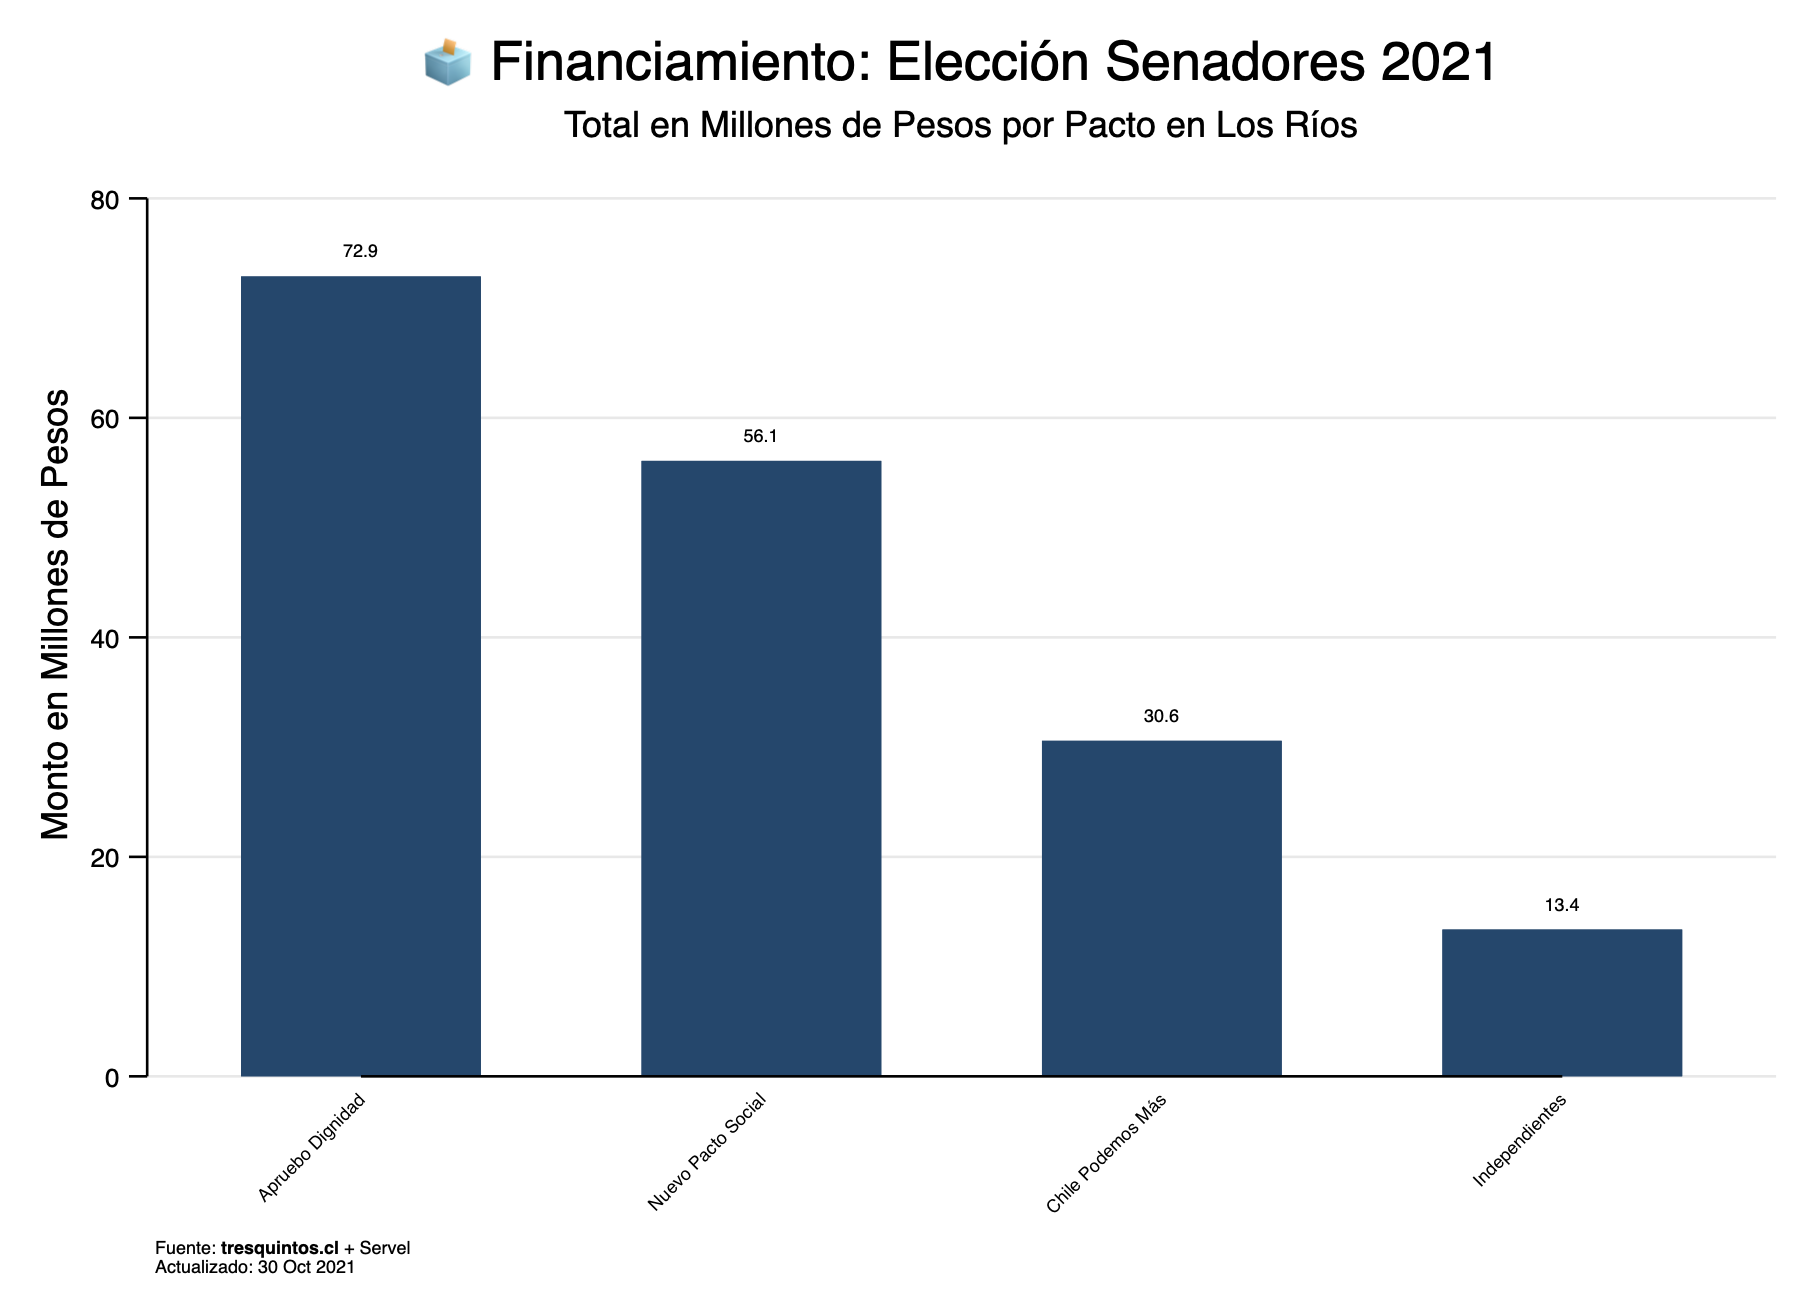 Financiamiento: Elección Senadores 2021
Total en Millones de Pesos por Pacto en Los Ríos
Monto en Millones de Pesos
80
60
40
20
0
72.9
56.1
30.6
13.4
Apruebo Dignidad
Nuevo Pacto Social
Chile Podemos Más
Independientes
Fuente: tresquintos.cl + Servel
Actualizado: 30 Oct 2021